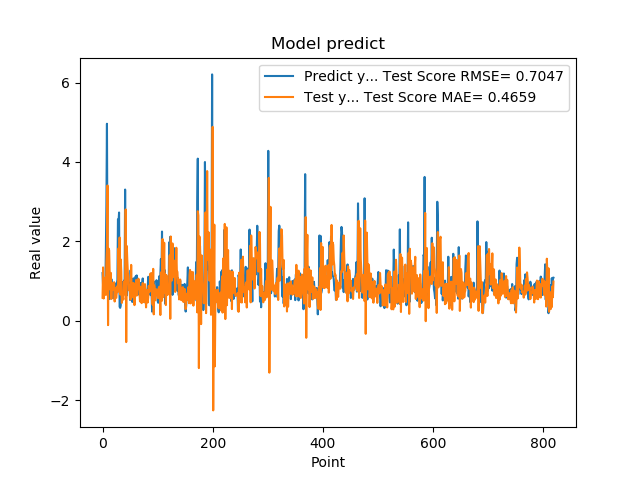 Model predict
Predict y... Test Score RMSE= 0.7047
Test y... Test Score MAE= 0.4659
Real value
6
4
2
0
−2
0 200 400 600 800
Point